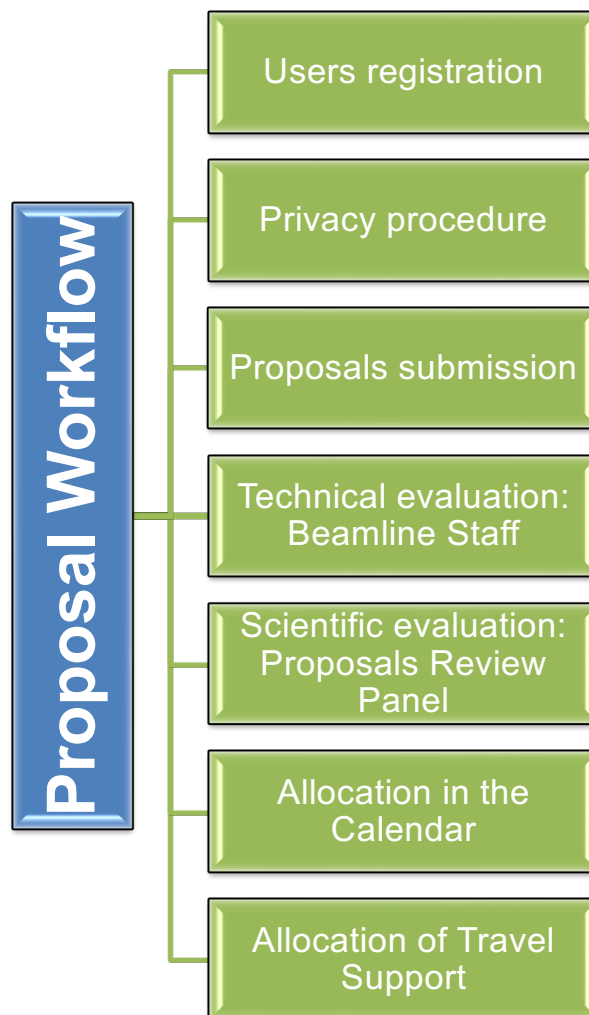 Proposal Workflow
Users registration
Privacy procedure
Proposals submission
Technical evaluation:
Beamline Staff
Scientific evaluation:
Proposals Review
Panel
Allocation in the
Calendar
Allocation of Travel
Support